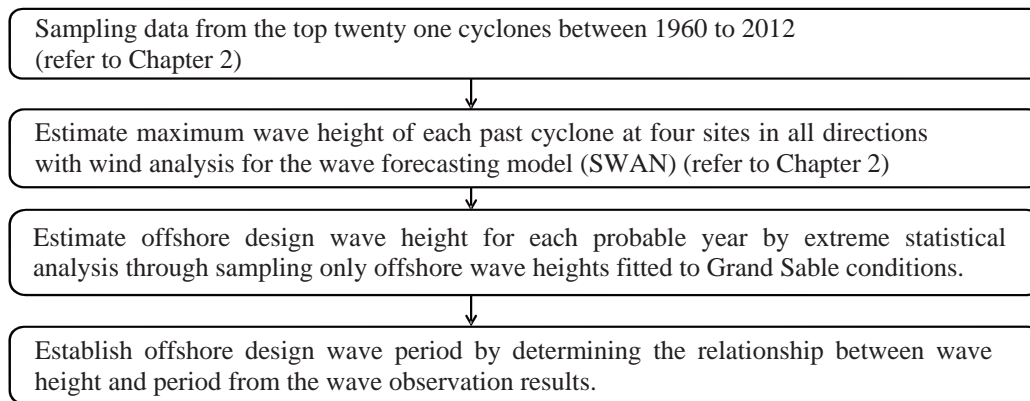 Sampling data from the top twenty one cyclones between 1960 to 2012
(refer to Chapter 2)
Estimate maximum wave height of each past cyclone at four sites in all directions
with wind analysis for the wave forecasting model (SWAN) (refer to Chapter 2)
Estimate offshore design wave height for each probable year by extreme statistical
analysis through sampling only offshore wave heights fitted to Grand Sable conditions.
Establish offshore design wave period by determining the relationship between wave
height and period from the wave observation results.